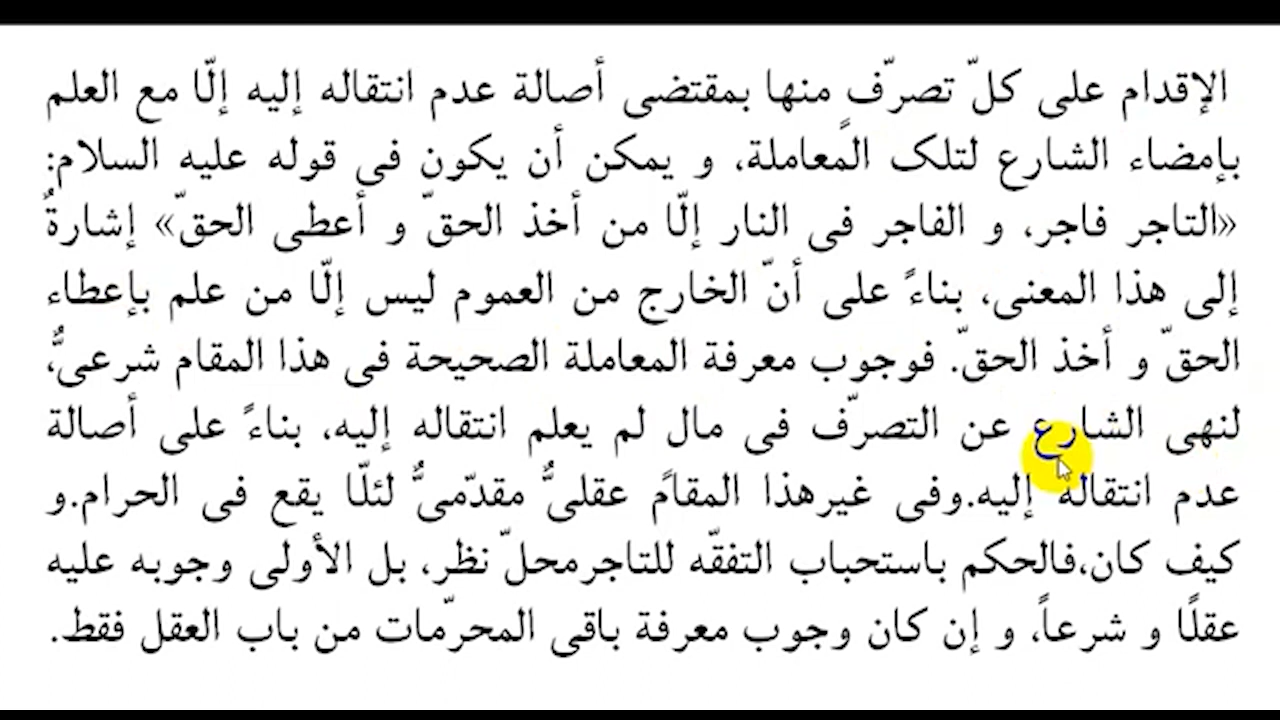 الإقدام على كلّ تصرّف منها بمقتضى أصالة عدم انتقاله إليه إلّا مع العلم
بإمضاء الشارع لتلک المعاملة، و يمكن أن يكون فى قوله عليه السلام:
«التاجر فاجر، و الفاجر فى النار إلّا من أخذ الحقّ و أعطى الحقّ» إشارةٌ
إلى هذا المعنى، بناءً على أنّ الخارج من العموم ليس إلّا من علم بإعطاء
الحقّ و أخذ الحقّ. فوجوب معرفة المعاملة الصحيحة فى هذا المقام شرعىٌّ،
لنهى الشارع عن التصرّف فى مال لم يعلم انتقاله إليه، بناءً على أصالة
عدم انتقاله إليه.وفى غيرهذا المقام عقلىٌّ مقدّمىٌّ لئلّا يقع فى الحرام.و
كيف كان،فالحكم باستحباب التفقّه للتاجرمحلّ نظر، بل الأولى وجوبه عليه
عقلًا و شرعاً، و إن كان وجوب معرفة باقى المحرّمات من باب العقل فقط.